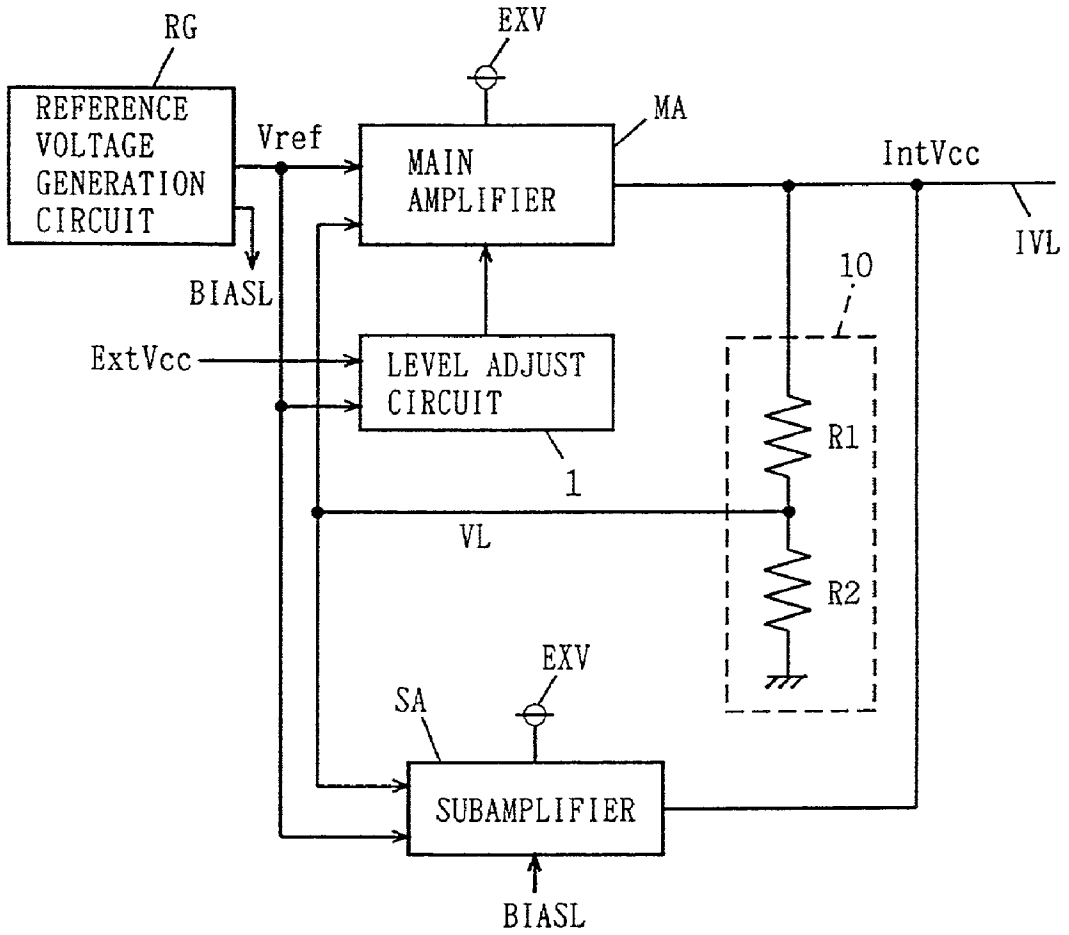 RG
EXV
MA
REFERENCE
VOLTAGE
GENERATION
CIRCUIT
Vref
MAIN
AMPLIFIER
IntVcc
IVL
BIASL
10
ExtVcc
LEVEL ADJUST
CIRCUIT
1
R1
VL
R2
EXV
SA
SUBAMPLIFIER
BIASL